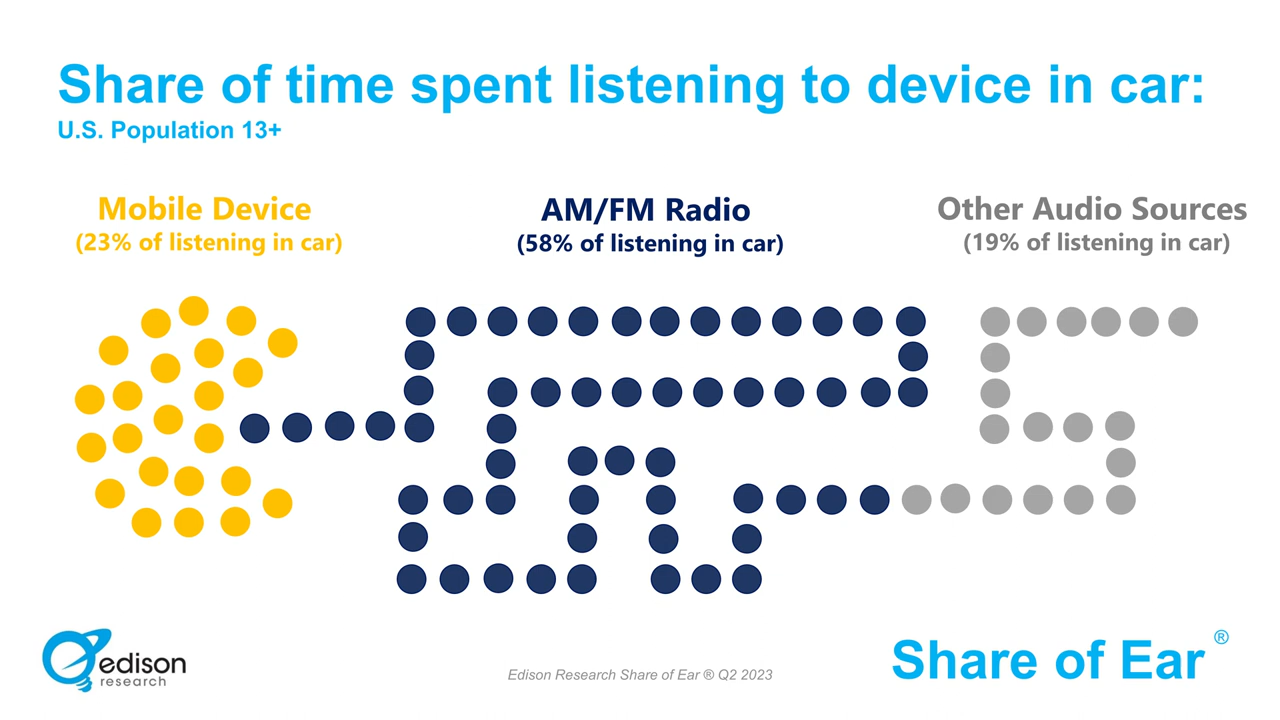 Share of time spent listening to device in car:
U.S. Population 13+
Mobile Device
(23% of listening in car)
AM/FM Radio
(58% of listening in car)
Other Audio Sources
(19% of listening in car)
edison
research
Edison Research Share of Ear ® Q2 2023
Share of Ear ®